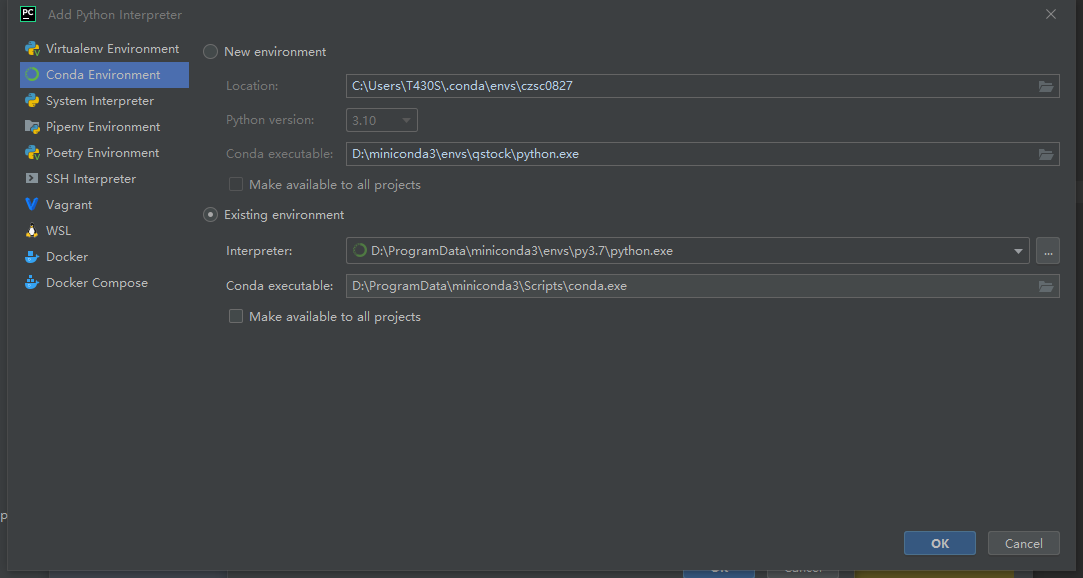 PC Add Python Interpreter
Virtualenv Environment
Conda Environment
System Interpreter
Pipenv Environment
Poetry Environment
SSH Interpreter
Vagrant
WSL
Docker
Docker Compose
New environment
Location: C:\Users\T430S\.conda\envs\czsc0827
Python version: 3.10
Conda executable: D:\miniconda3\envs\qstock\python.exe
Make available to all projects
Existing environment
Interpreter: D:\ProgramData\miniconda3\envs\py3.7\python.exe ...
Conda executable: D:\ProgramData\miniconda3\Scripts\conda.exe
Make available to all projects
p
OK Cancel